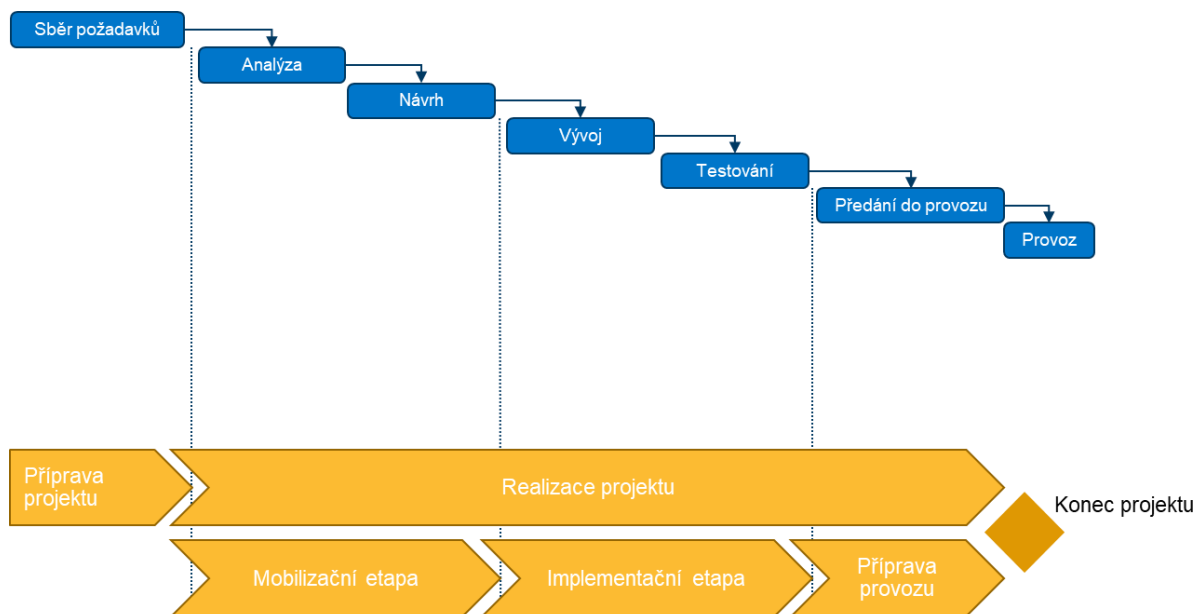 Sběr požadavků
Analýza
Návrh
Vývoj
Testování
Předání do provozu
Provoz
Příprava
projektu
Realizace projektu
Konec projektu
Mobilizační etapa
Implementační etapa
Příprava
provozu